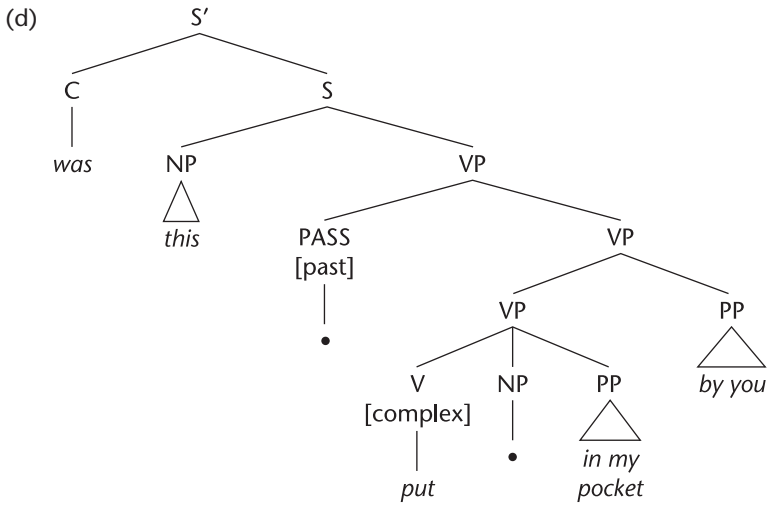 (d) S′
C S
was NP VP
this PASS VP
[past]
VP PP
• V NP PP by you
[complex]
put • in my
pocket